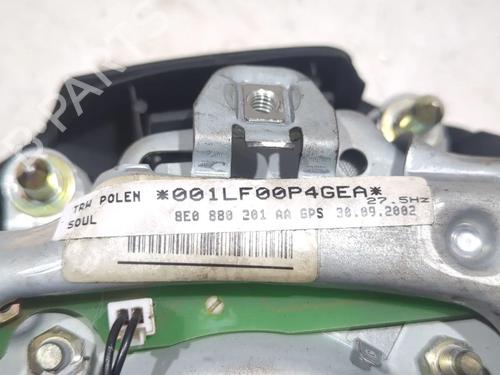 TRW POLEN *001LF00P4GEA*
SOUL 27.5Hz
8E0 880 201 AA GPS 30.09.2002